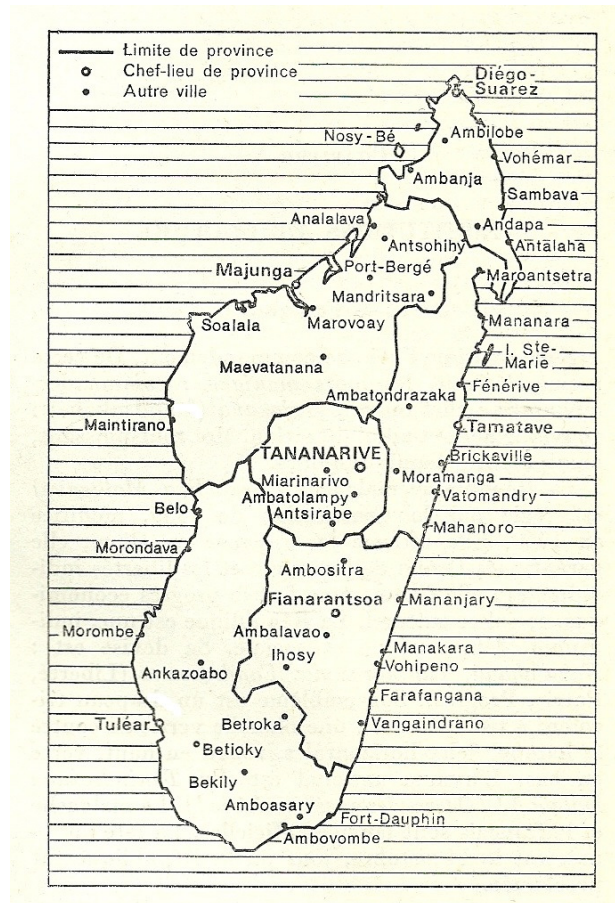 Limite de province
Chef-lieu de province
Autre ville
Diégo-
Suarez
Nosy-Bé
Ambilobe
Vohémar
Ambanja
Sambava
Analalava
Andapa
Antsohihy
Antalaha
Port-Bergé
Majunga
Maroantsetra
Mandritsara
Soalala
Marovoay
Mananara
I. Ste-
Marie
Maevatanana
Fénérive
Ambatondrazaka
Maintirano
Tamatave
TANANARIVE
Brickaville
Miarinarivo
Moramanga
Ambatolampy
Vatomandry
Belo
Antsirabe
Mahanoro
Morondava
Ambositra
Fianarantsoa
Mananjary
Morombe
Ambalavao
Manakara
Ihosy
Vohipeno
Ankazoabo
Farafangana
Tuléar
Betroka
Vangaindrano
Betioky
Bekily
Amboasary
Fort-Dauphin
Ambovombe